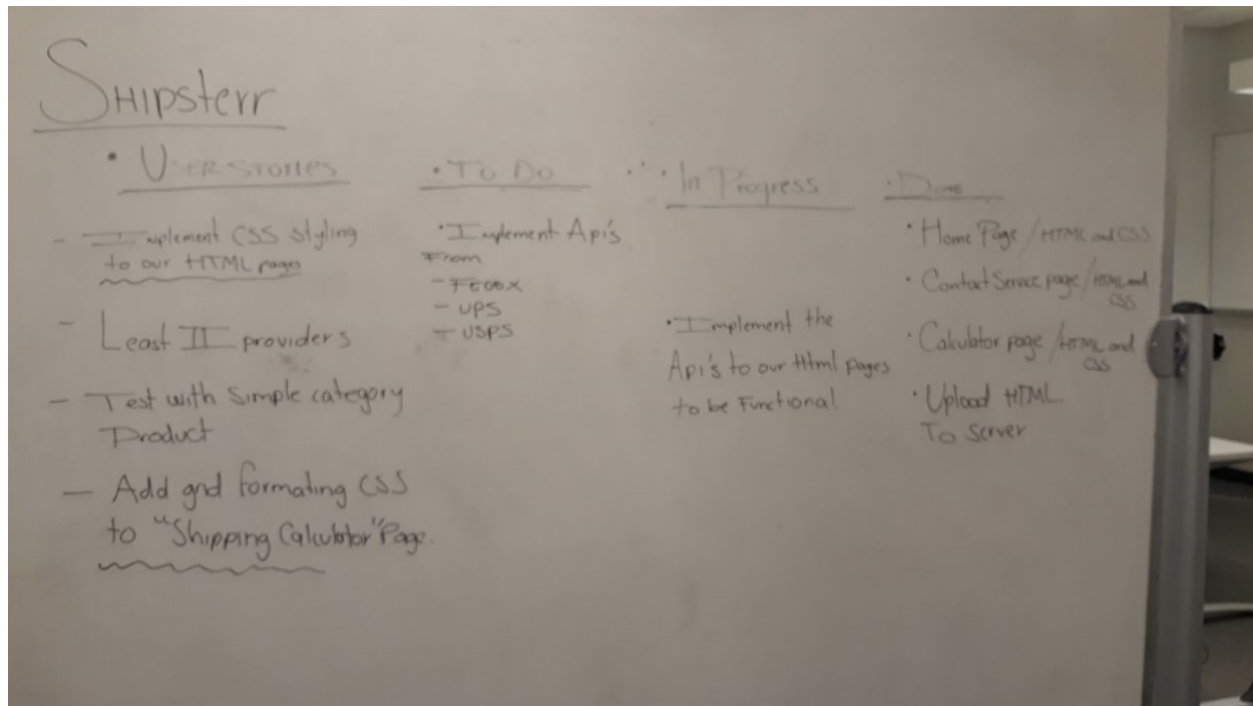 SHIPsterr
• USER STORIES
- Implement CSS styling
to our HTML pages
- Least II providers
- Test with Simple category
Product
- Add grid formating CSS
to "Shipping Calculator" Page.
• To Do
• Implement Api's
From
- FEDEX
- UPS
- USPS
• In Progress
• Implement the
Api's to our Html pages
to be Functional
• Done
• Home Page / HTML and CSS
• Contact Service page / HTML and
CSS
• Calculator page / HTML and
CSS
• Upload HTML
To Server